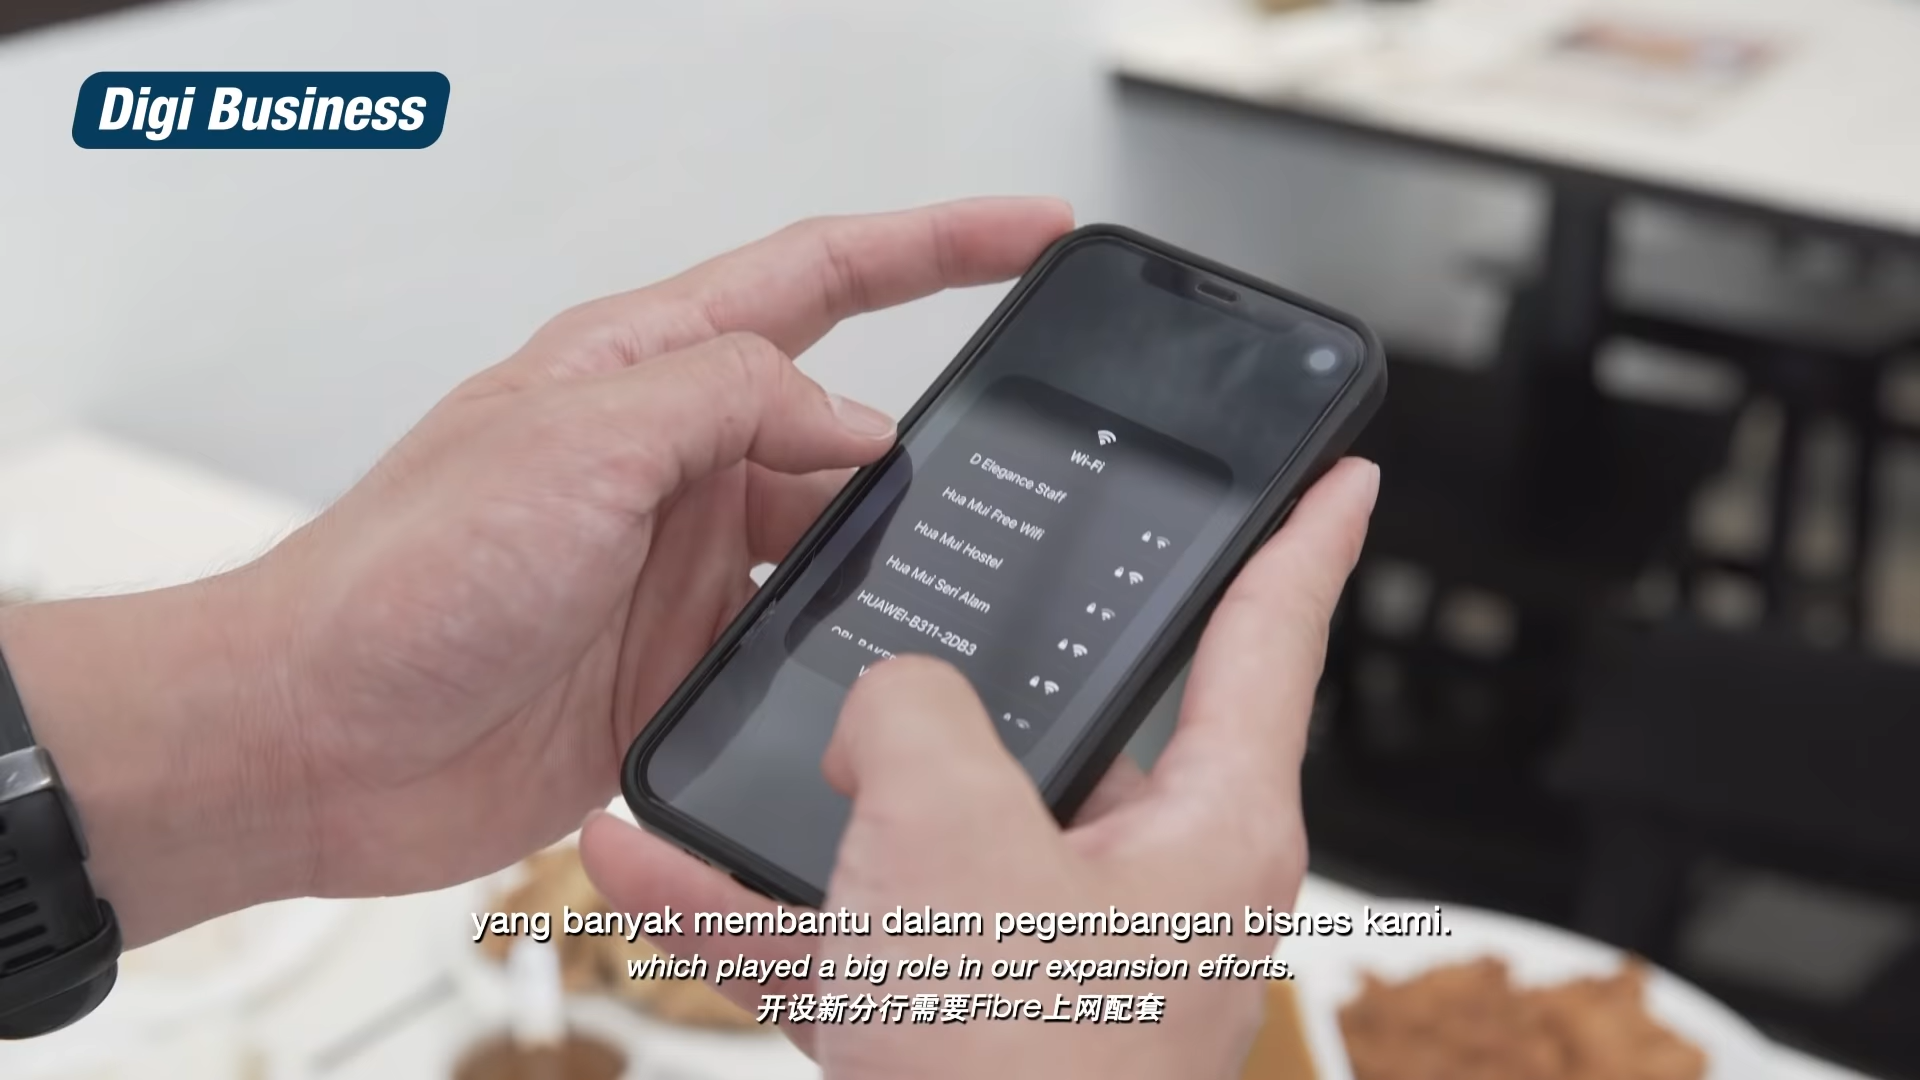 Digi Business
Wi-Fi
D Elegance Staff
Hua Mui Free Wifi
Hua Mui Hostel
Hua Mui Seri Alam
HUAWEI-B311-2DB3
yang banyak membantu dalam pegembangan bisnes kami.
which played a big role in our expansion efforts.
开设新分行需要Fibre上网配套